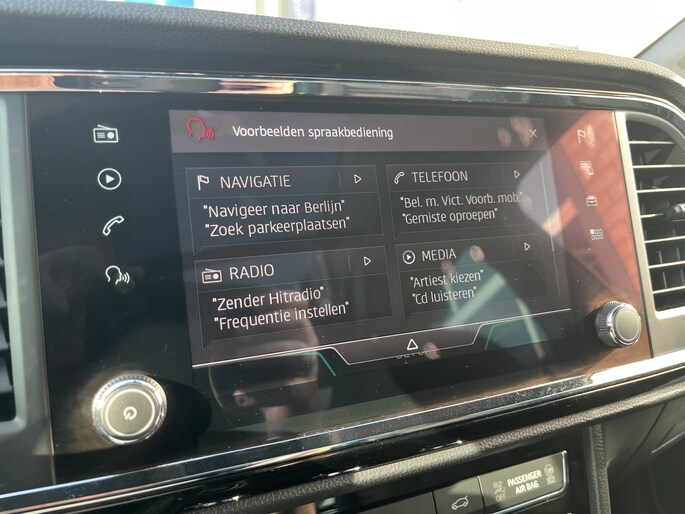 Voorbeelden spraakbediening
NAVIGATIE
"Navigeer naar Berlijn"
"Zoek parkeerplaatsen"
TELEFOON
"Bel. m. Vict. Voorb. mob."
"Gemiste oproepen"
RADIO
"Zender Hitradio"
"Frequentie instellen"
MEDIA
"Artiest kiezen"
"Cd luisteren"
OFF
PASSENGER
AIR BAG